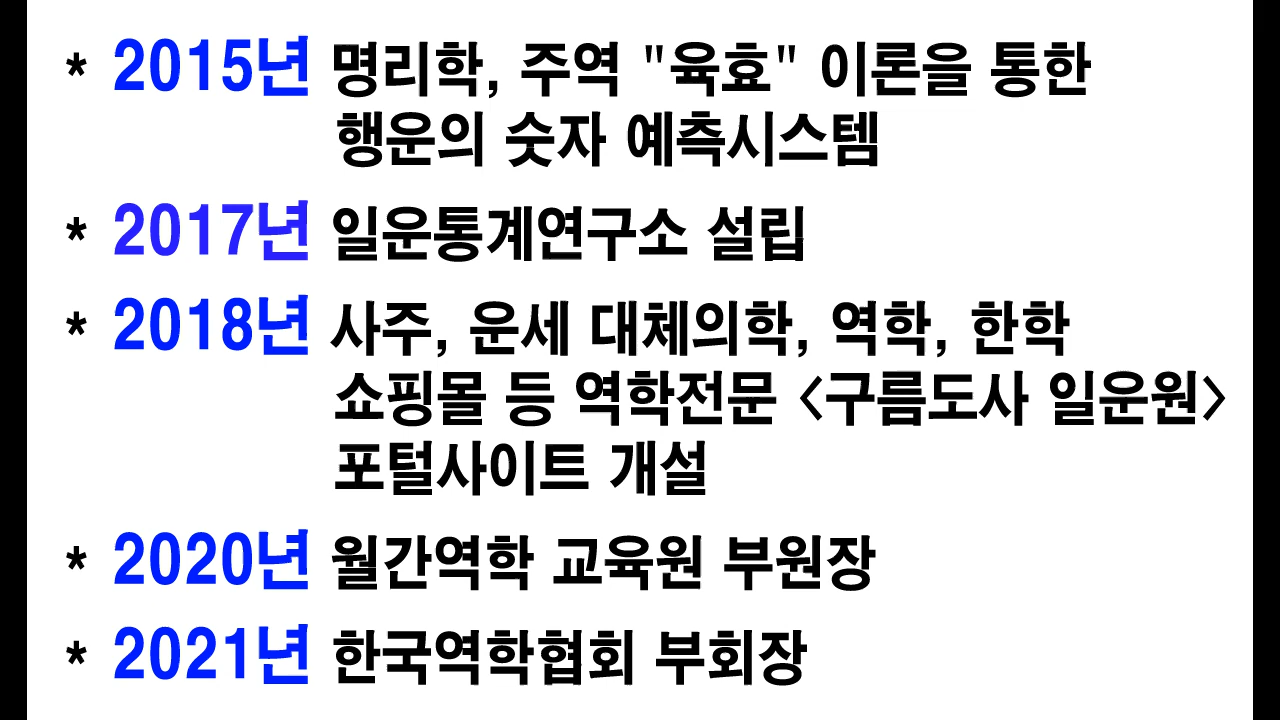 * 2015년 명리학, 주역 "육효" 이론을 통한
행운의 숫자 예측시스템
* 2017년 일운통계연구소 설립
* 2018년 사주, 운세 대체의학, 역학, 한학
쇼핑몰 등 역학전문 <구름도사 일운원>
포털사이트 개설
* 2020년 월간역학 교육원 부원장
* 2021년 한국역학협회 부회장